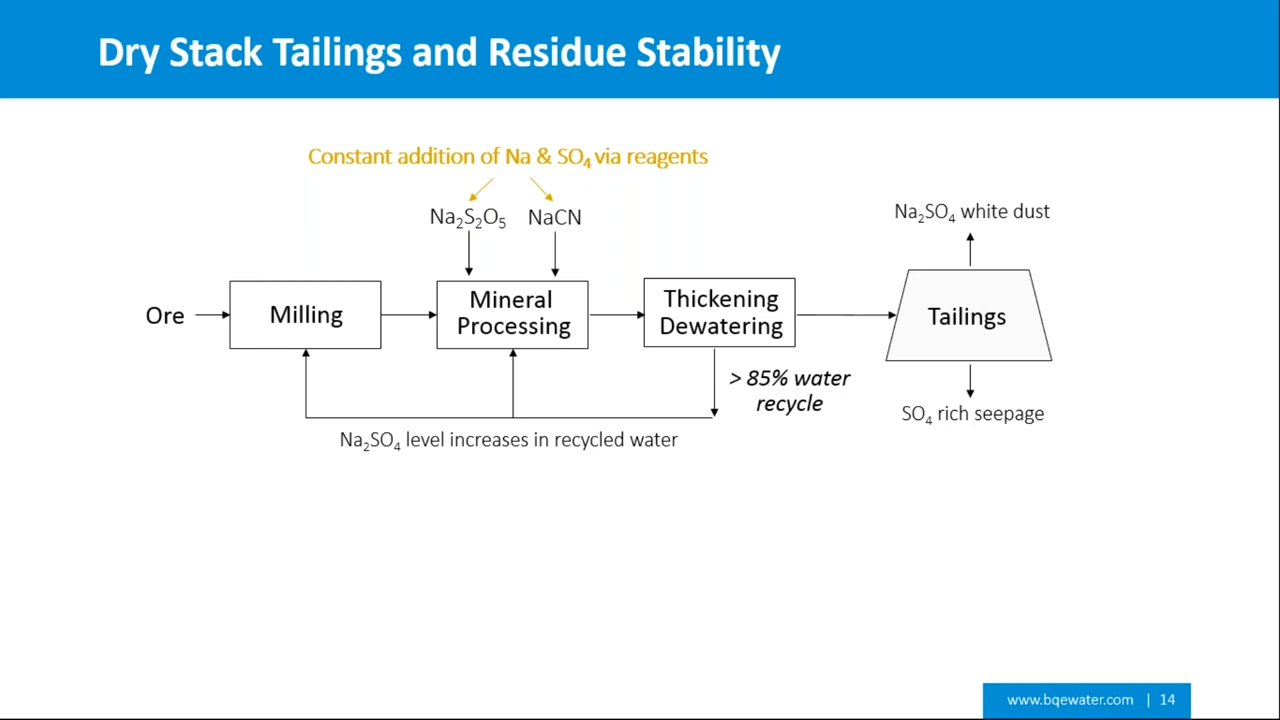 Dry Stack Tailings and Residue Stability
Constant addition of Na & SO₄ via reagents
Na₂S₂O₅
NaCN
Na₂SO₄ white dust
Ore
Milling
Mineral
Processing
Thickening
Dewatering
Tailings
> 85% water
recycle
SO₄ rich seepage
Na₂SO₄ level increases in recycled water
www.bqewater.com | 14